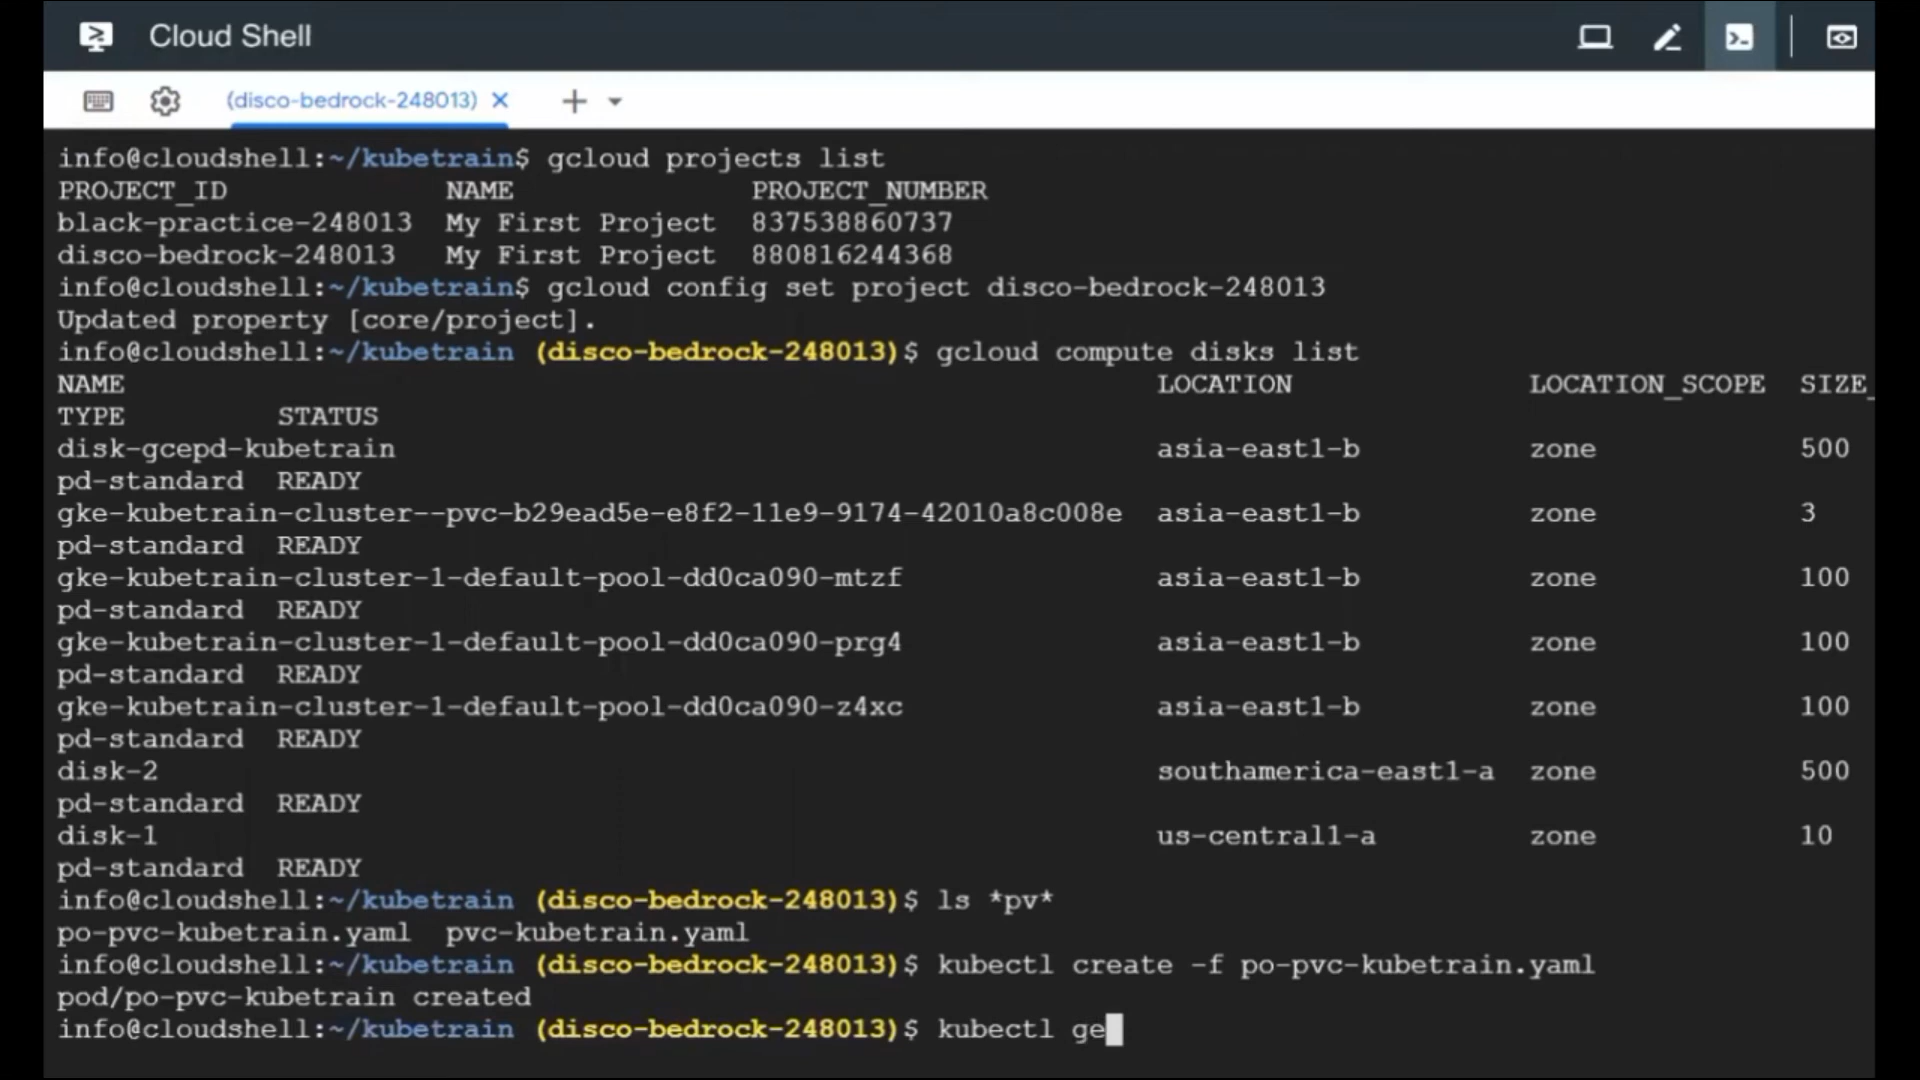 Cloud Shell
(disco-bedrock-248013)
info@cloudshell:~/kubetrain$ gcloud projects list
PROJECT_ID NAME PROJECT_NUMBER
black-practice-248013 My First Project 837538860737
disco-bedrock-248013 My First Project 880816244368
info@cloudshell:~/kubetrain$ gcloud config set project disco-bedrock-248013
Updated property [core/project].
info@cloudshell:~/kubetrain (disco-bedrock-248013)$ gcloud compute disks list
NAME LOCATION LOCATION_SCOPE SIZE_
TYPE STATUS
disk-gcepd-kubetrain asia-east1-b zone 500
pd-standard READY
gke-kubetrain-cluster--pvc-b29ead5e-e8f2-11e9-9174-42010a8c008e asia-east1-b zone 3
pd-standard READY
gke-kubetrain-cluster-1-default-pool-dd0ca090-mtzf asia-east1-b zone 100
pd-standard READY
gke-kubetrain-cluster-1-default-pool-dd0ca090-prg4 asia-east1-b zone 100
pd-standard READY
gke-kubetrain-cluster-1-default-pool-dd0ca090-z4xc asia-east1-b zone 100
pd-standard READY
disk-2 southamerica-east1-a zone 500
pd-standard READY
disk-1 us-central1-a zone 10
pd-standard READY
info@cloudshell:~/kubetrain (disco-bedrock-248013)$ ls *pv*
po-pvc-kubetrain.yaml pvc-kubetrain.yaml
info@cloudshell:~/kubetrain (disco-bedrock-248013)$ kubectl create -f po-pvc-kubetrain.yaml
pod/po-pvc-kubetrain created
info@cloudshell:~/kubetrain (disco-bedrock-248013)$ kubectl ge